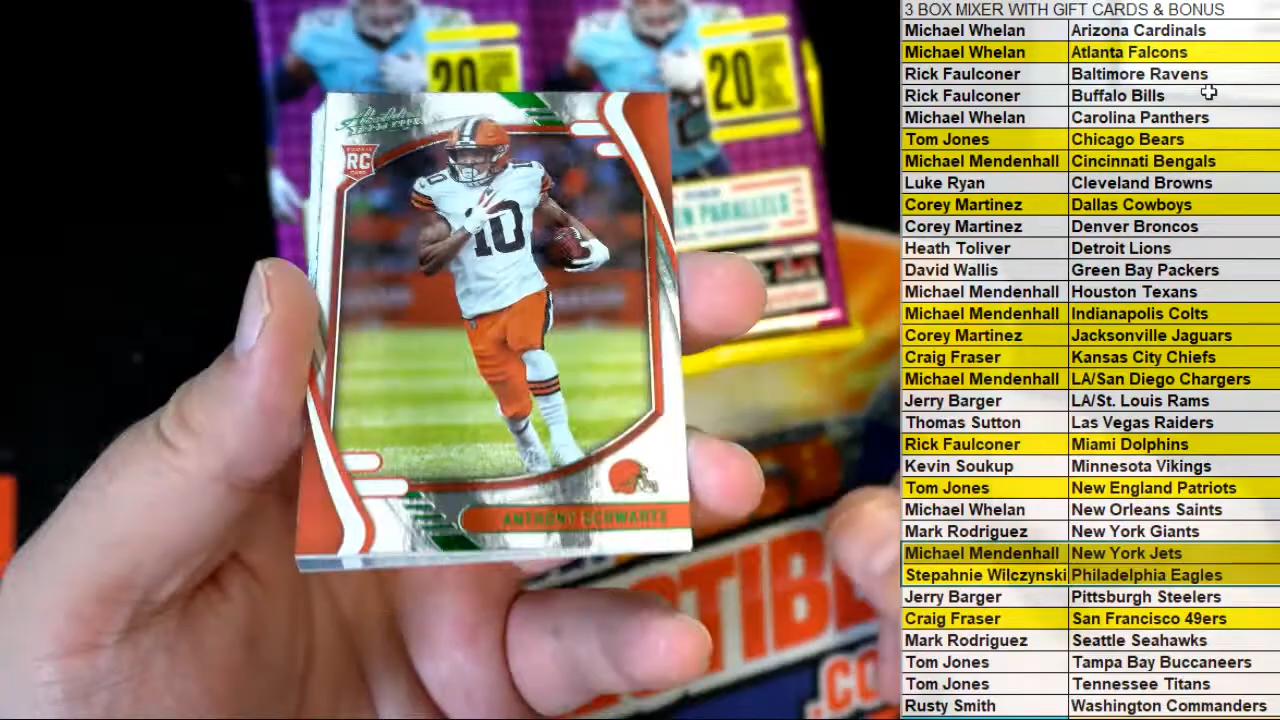 3 BOX MIXER WITH GIFT CARDS & BONUS
Michael Whelan Arizona Cardinals
Michael Whelan Atlanta Falcons
Rick Faulconer Baltimore Ravens
Rick Faulconer Buffalo Bills
Michael Whelan Carolina Panthers
Tom Jones Chicago Bears
Michael Mendenhall Cincinnati Bengals
Luke Ryan Cleveland Browns
Corey Martinez Dallas Cowboys
Corey Martinez Denver Broncos
Heath Toliver Detroit Lions
David Wallis Green Bay Packers
Michael Mendenhall Houston Texans
Michael Mendenhall Indianapolis Colts
Corey Martinez Jacksonville Jaguars
Craig Fraser Kansas City Chiefs
Michael Mendenhall LA/San Diego Chargers
Jerry Barger LA/St. Louis Rams
Thomas Sutton Las Vegas Raiders
Rick Faulconer Miami Dolphins
Kevin Soukup Minnesota Vikings
Tom Jones New England Patriots
Michael Whelan New Orleans Saints
Mark Rodriguez New York Giants
Michael Mendenhall New York Jets
Stepahnie Wilczynski Philadelphia Eagles
Jerry Barger Pittsburgh Steelers
Craig Fraser San Francisco 49ers
Mark Rodriguez Seattle Seahawks
Tom Jones Tampa Bay Buccaneers
Tom Jones Tennessee Titans
Rusty Smith Washington Commanders
20
20
PARALLELS
ROOKIE
RC
10
10
ANTHONY SCHWARTZ